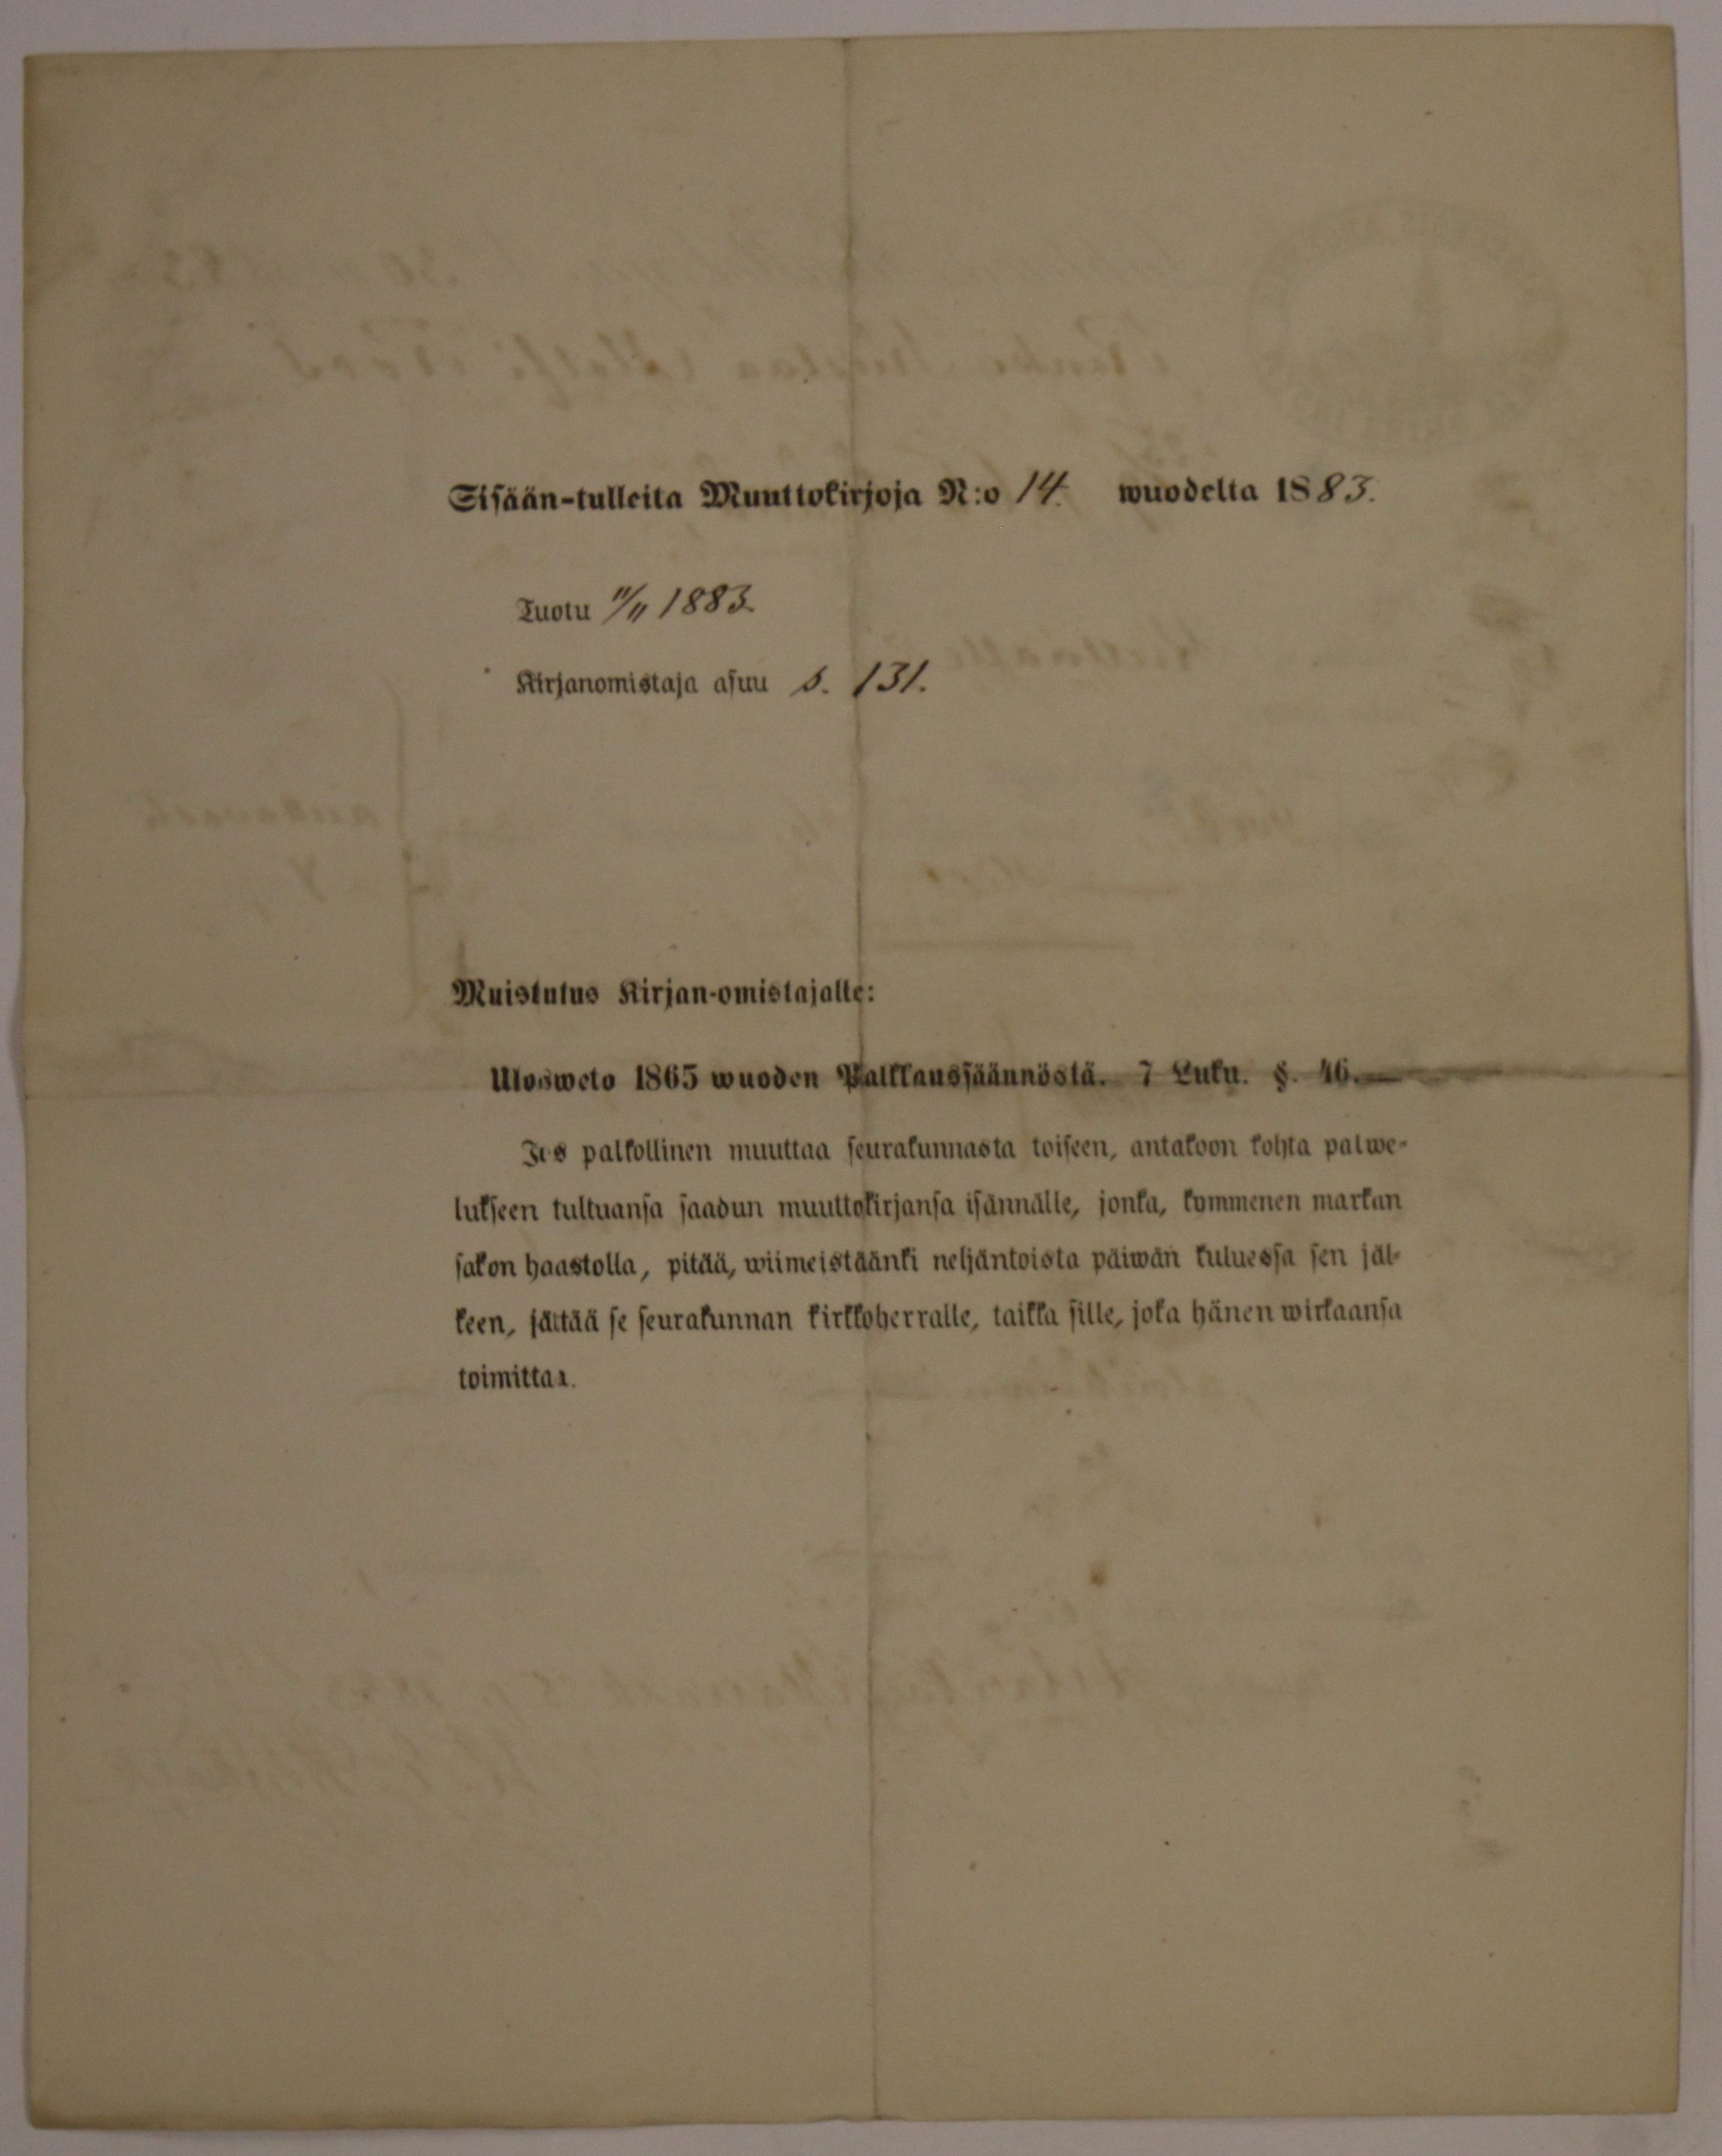 Sisään-tulleita Muuttokirjoja N:o 14. wuodelta 1883.
Tuotu 11/11 1883.
Kirjanomistaja asuu s. 131.
Muistutus Kirjan-omistajalle:
Ulosweto 1865 wuoden Palkkaussäännöstä. 7 Luku. §. 46.
Jos palkollinen muuttaa seurakunnasta toiseen, antakoon kohta palwe-
lukseen tultuansa saadun muuttokirjansa isännälle, jonka, kymmenen markan
sakon haastolla, pitää, wiimeistäänki neljäntoista päiwän kuluessa sen jäl-
keen, jättää se seurakunnan kirkkoherralle, taikka sille, joka hänen wirkaansa
toimittaa.